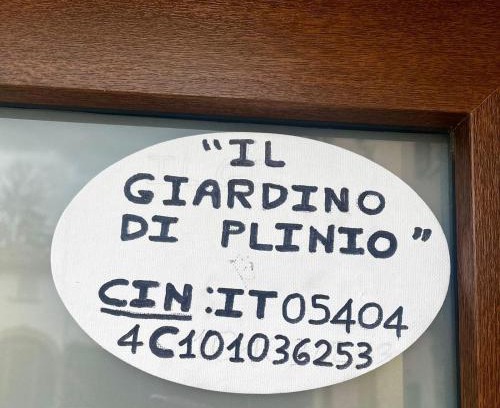 "IL
GIARDINO
DI PLINIO"
CIN:IT05404
4C101036253